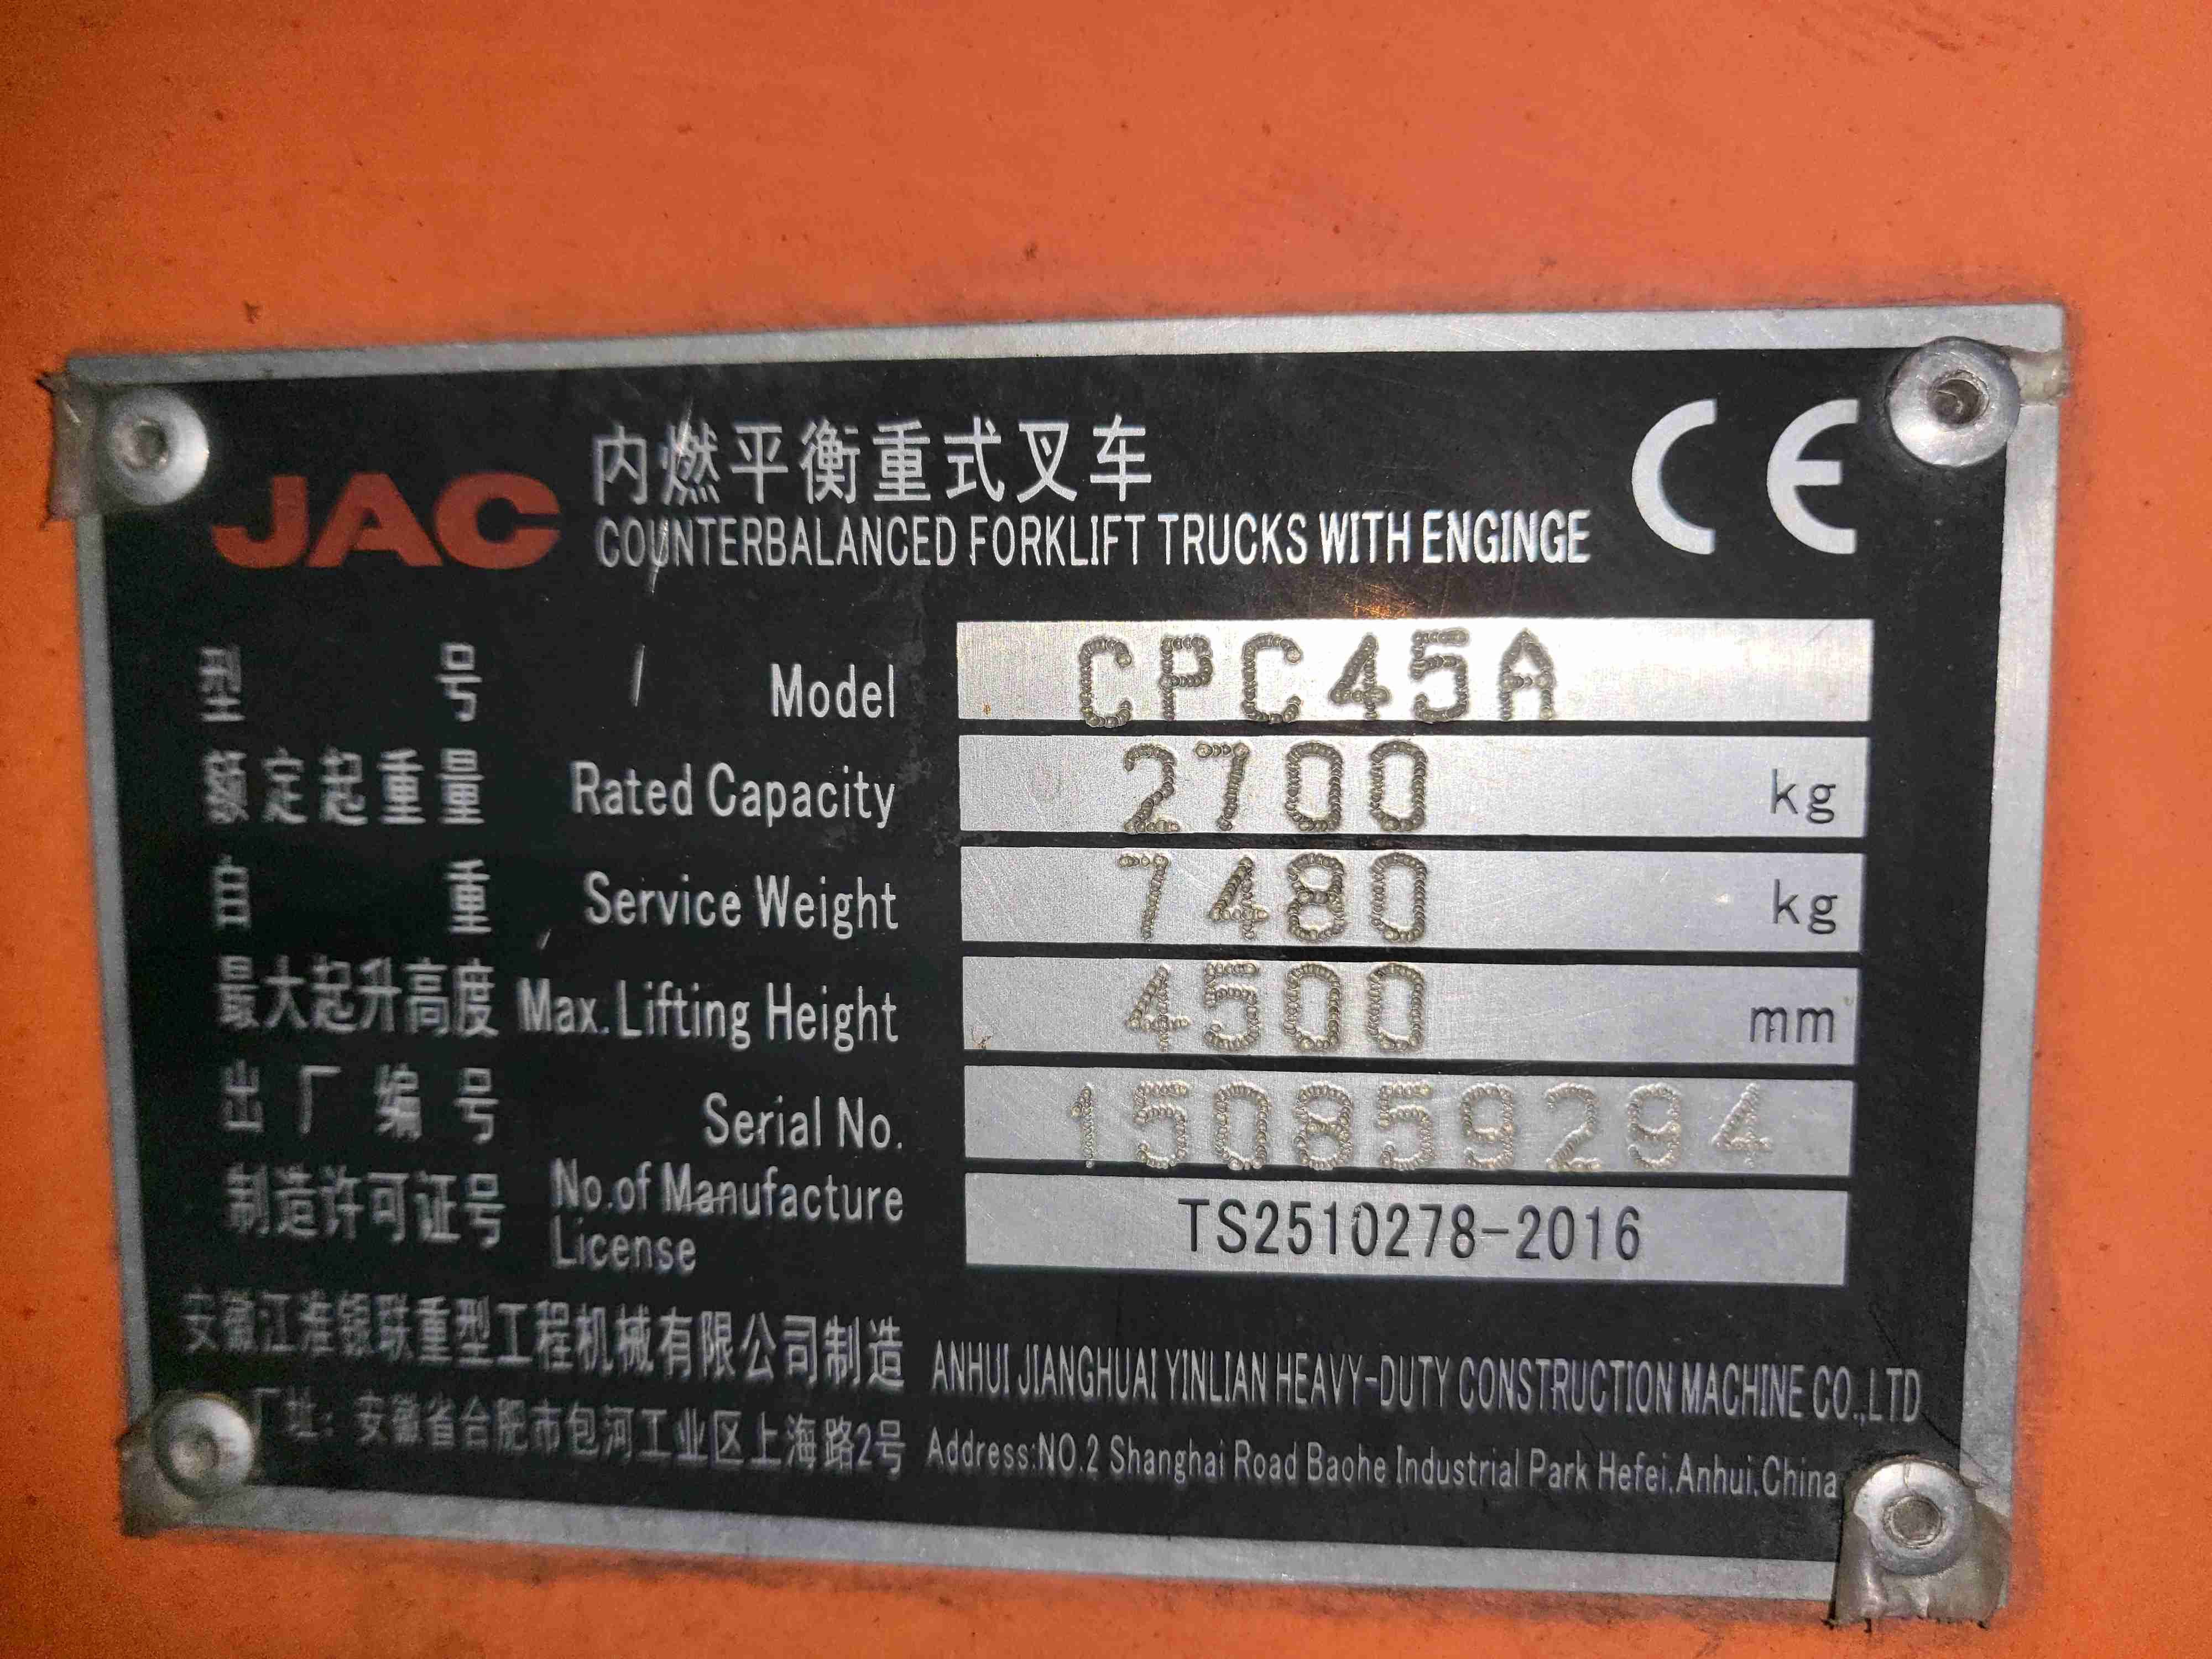 JAC 内燃平衡重式叉车 CE
COUNTERBALANCED FORKLIFT TRUCKS WITH ENGINGE
型号 Model CPC45A
额定起重量 Rated Capacity 2700 kg
自重 Service Weight 7480 kg
最大起升高度 Max.Lifting Height 4500 mm
出厂编号 Serial No. 150859294
制造许可证号 No.of Manufacture License TS2510278-2016
安徽江淮银联重型工程机械有限公司制造 ANHUI JIANGHUAI YINLIAN HEAVY-DUTY CONSTRUCTION MACHINE CO.,LTD
厂址：安徽省合肥市包河工业区上海路2号 Address:NO.2 Shanghai Road Baohe Industrial Park Hefei.Anhui.China